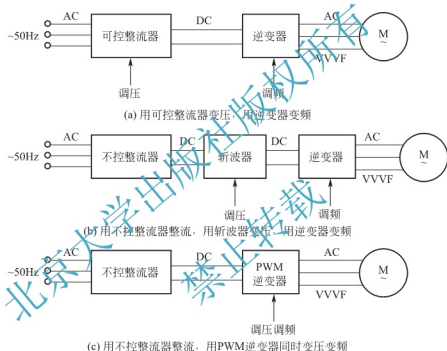 AC
DC
AC
~50Hz
可控整流器
逆变器
M
~
VVVF
调压
调频
(a) 用可控整流器变压，用逆变器变频
AC
DC
DC
AC
~50Hz
不控整流器
斩波器
逆变器
M
~
VVVF
调压
调频
(b) 用不控整流器整流，用斩波器变压，用逆变器变频
AC
DC
AC
~50Hz
不控整流器
PWM
逆变器
M
~
VVVF
调压调频
(c) 用不控整流器整流，用PWM逆变器同时变压变频
北京大学出版社版权所有
禁止转载